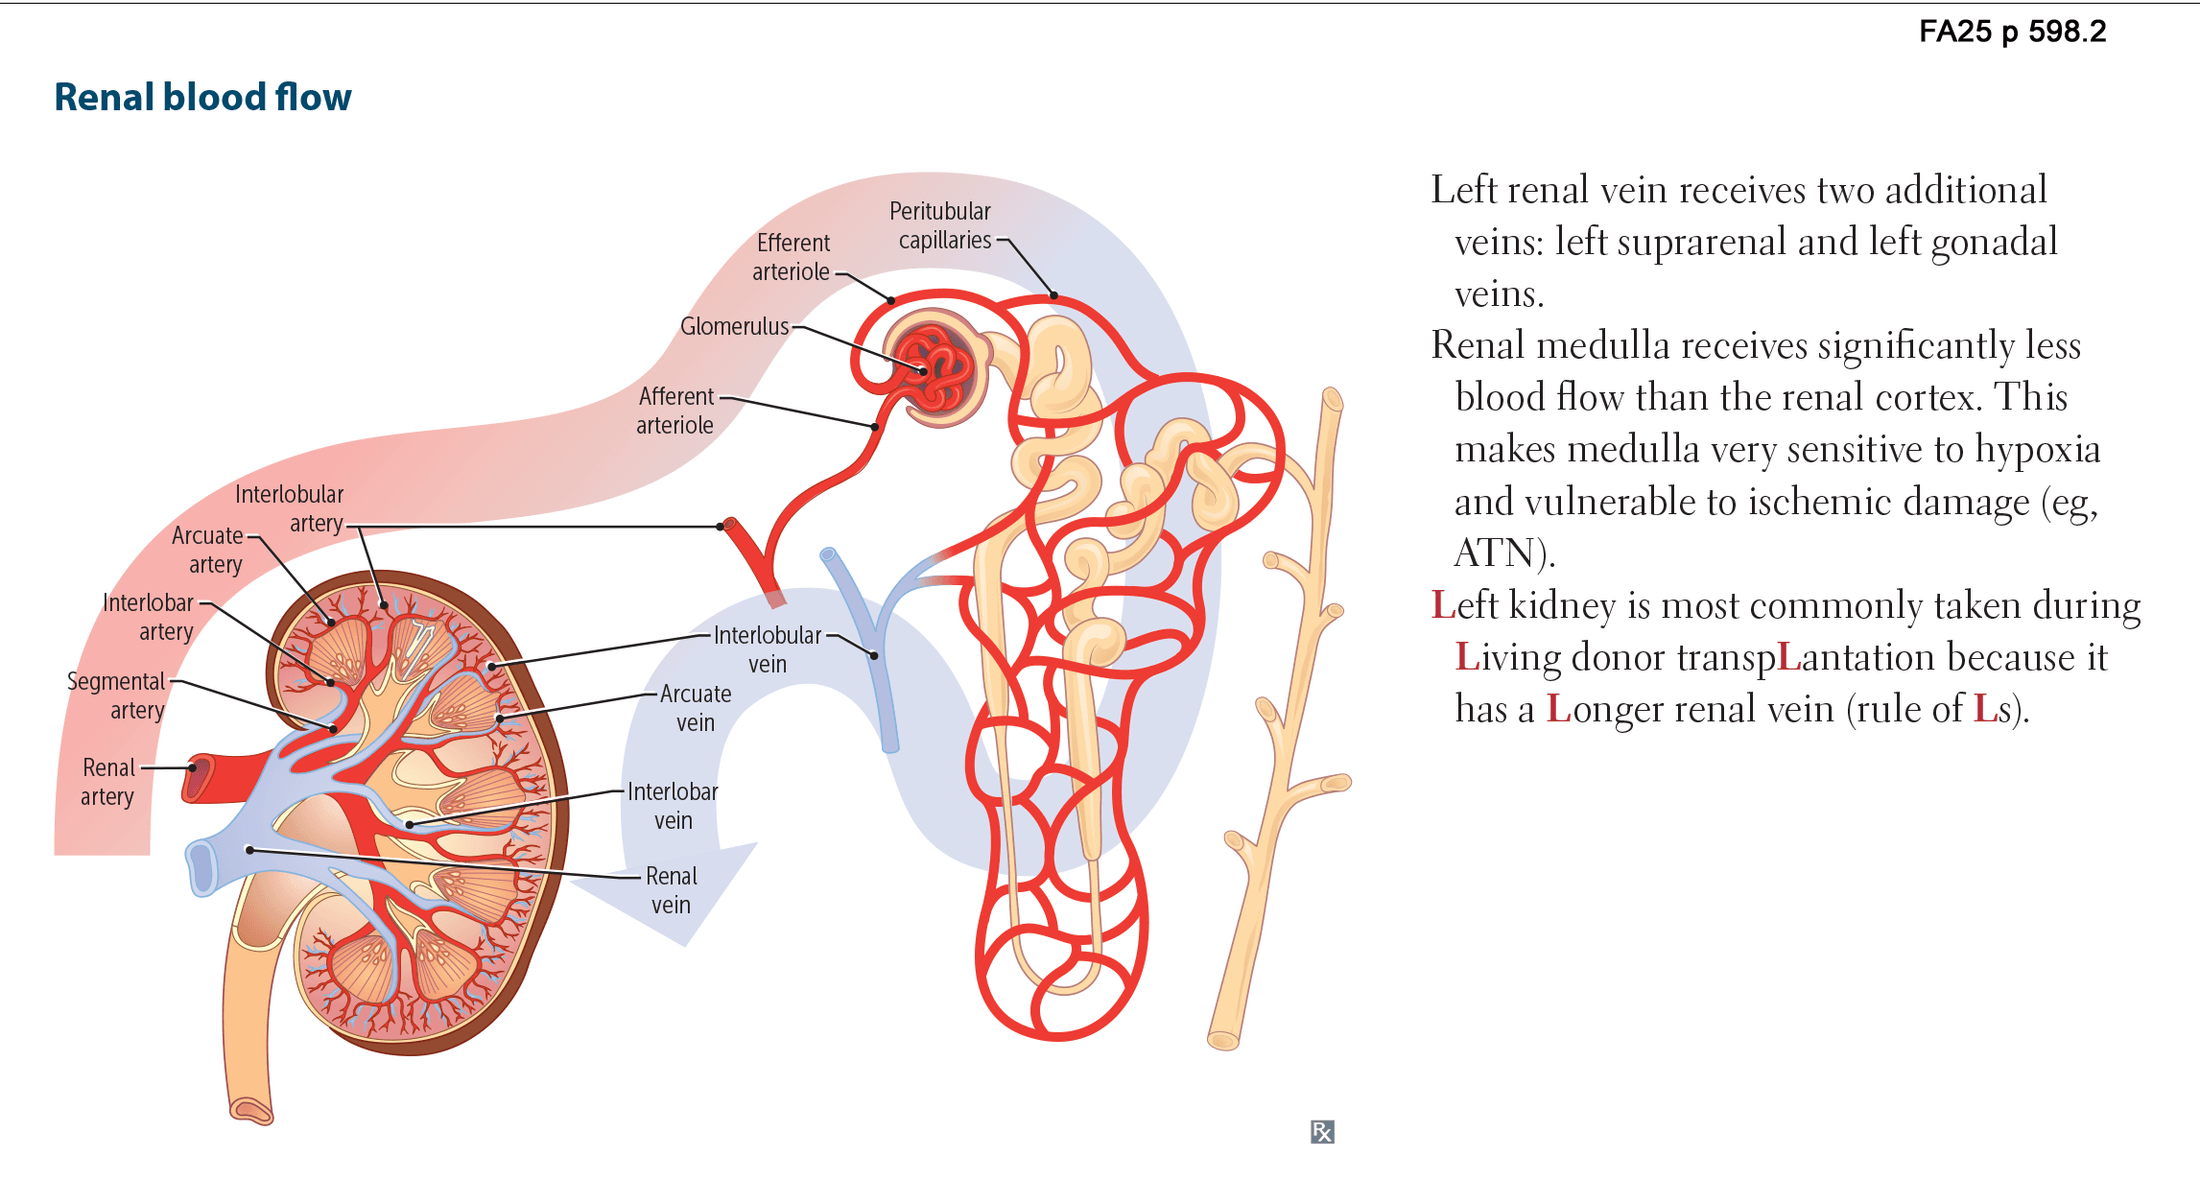 FA25 p 598.2
Renal blood flow
Peritubular
capillaries
Efferent
arteriole
Glomerulus
Afferent
arteriole
Interlobular
artery
Arcuate
artery
Interlobar
artery
Segmental
artery
Renal
artery
Interlobular
vein
Arcuate
vein
Interlobar
vein
Renal
vein
Rx
Left renal vein receives two additional
veins: left suprarenal and left gonadal
veins.
Renal medulla receives significantly less
blood flow than the renal cortex. This
makes medulla very sensitive to hypoxia
and vulnerable to ischemic damage (eg,
ATN).
Left kidney is most commonly taken during
Living donor transpLantation because it
has a Longer renal vein (rule of Ls).